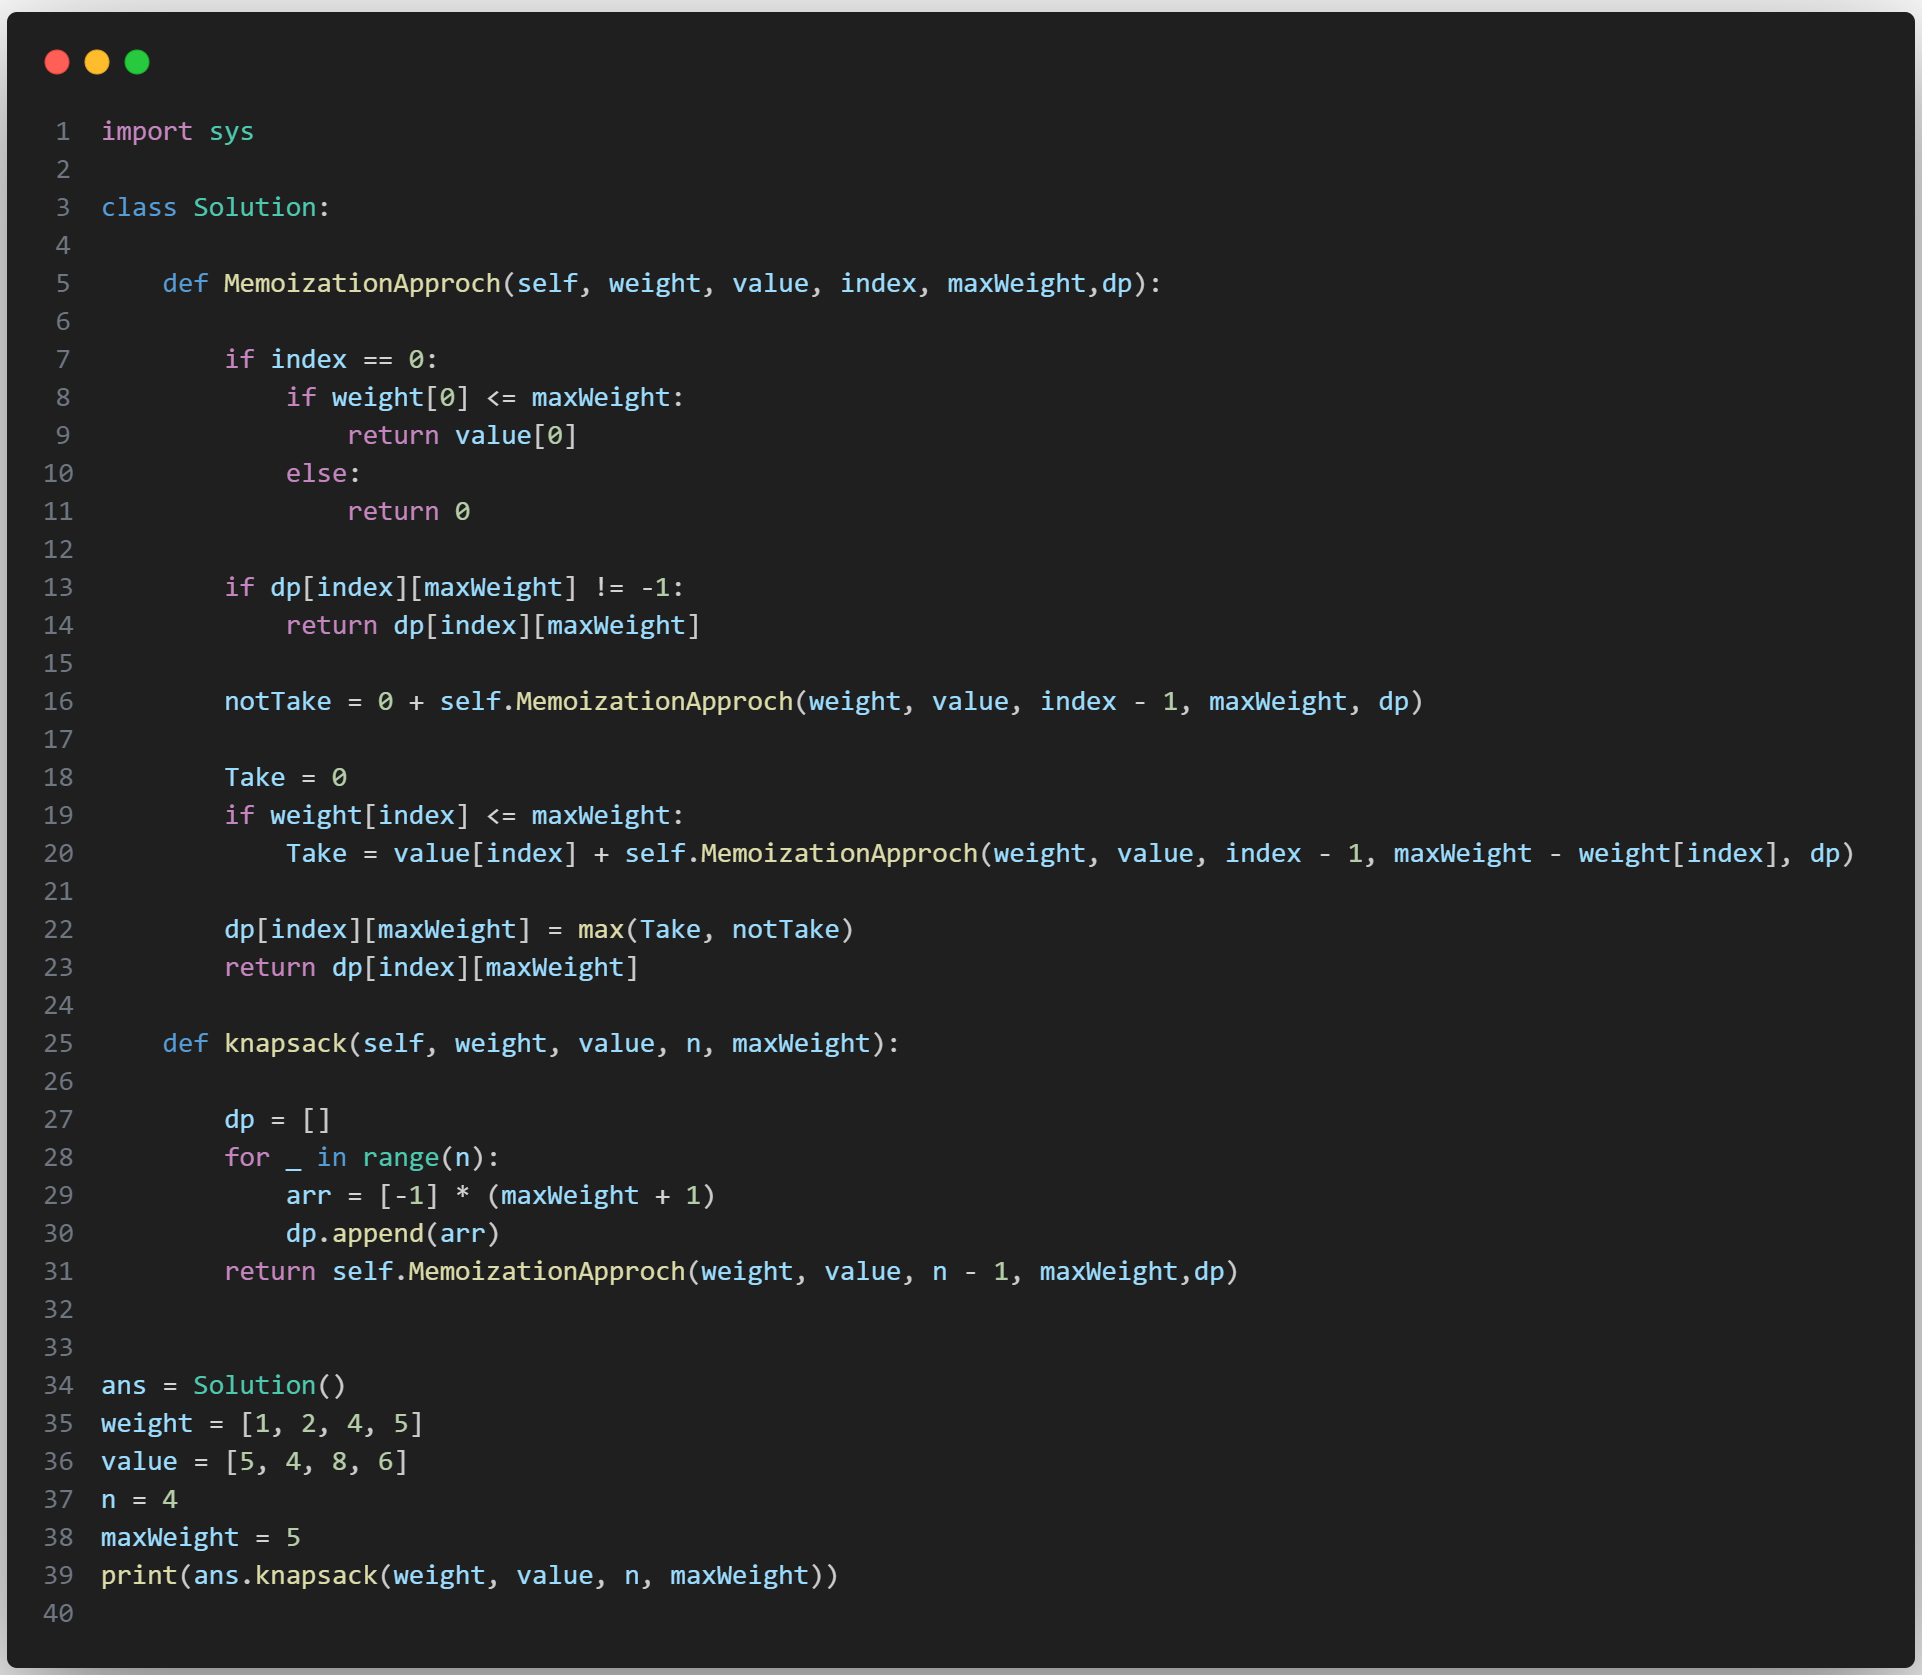 1 import sys
2
3 class Solution:
4
5     def MemoizationApproch(self, weight, value, index, maxWeight,dp):
6
7         if index == 0:
8             if weight[0] <= maxWeight:
9                 return value[0]
10             else:
11                 return 0
12
13         if dp[index][maxWeight] != -1:
14             return dp[index][maxWeight]
15
16         notTake = 0 + self.MemoizationApproch(weight, value, index - 1, maxWeight, dp)
17
18         Take = 0
19         if weight[index] <= maxWeight:
20             Take = value[index] + self.MemoizationApproch(weight, value, index - 1, maxWeight - weight[index], dp)
21
22         dp[index][maxWeight] = max(Take, notTake)
23         return dp[index][maxWeight]
24
25     def knapsack(self, weight, value, n, maxWeight):
26
27         dp = []
28         for _ in range(n):
29             arr = [-1] * (maxWeight + 1)
30             dp.append(arr)
31         return self.MemoizationApproch(weight, value, n - 1, maxWeight,dp)
32
33
34 ans = Solution()
35 weight = [1, 2, 4, 5]
36 value = [5, 4, 8, 6]
37 n = 4
38 maxWeight = 5
39 print(ans.knapsack(weight, value, n, maxWeight))
40